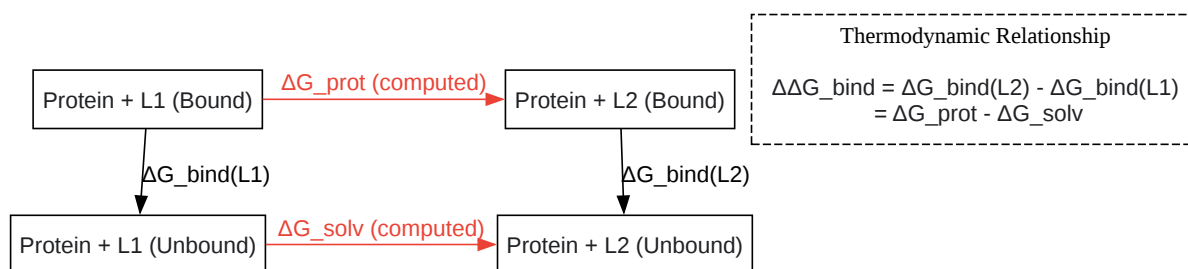 Thermodynamic Relationship
ΔG_prot (computed)
Protein + L1 (Bound)
Protein + L2 (Bound)
ΔΔG_bind = ΔG_bind(L2) - ΔG_bind(L1)
= ΔG_prot - ΔG_solv
ΔG_bind(L1)
ΔG_bind(L2)
ΔG_solv (computed)
Protein + L1 (Unbound)
Protein + L2 (Unbound)